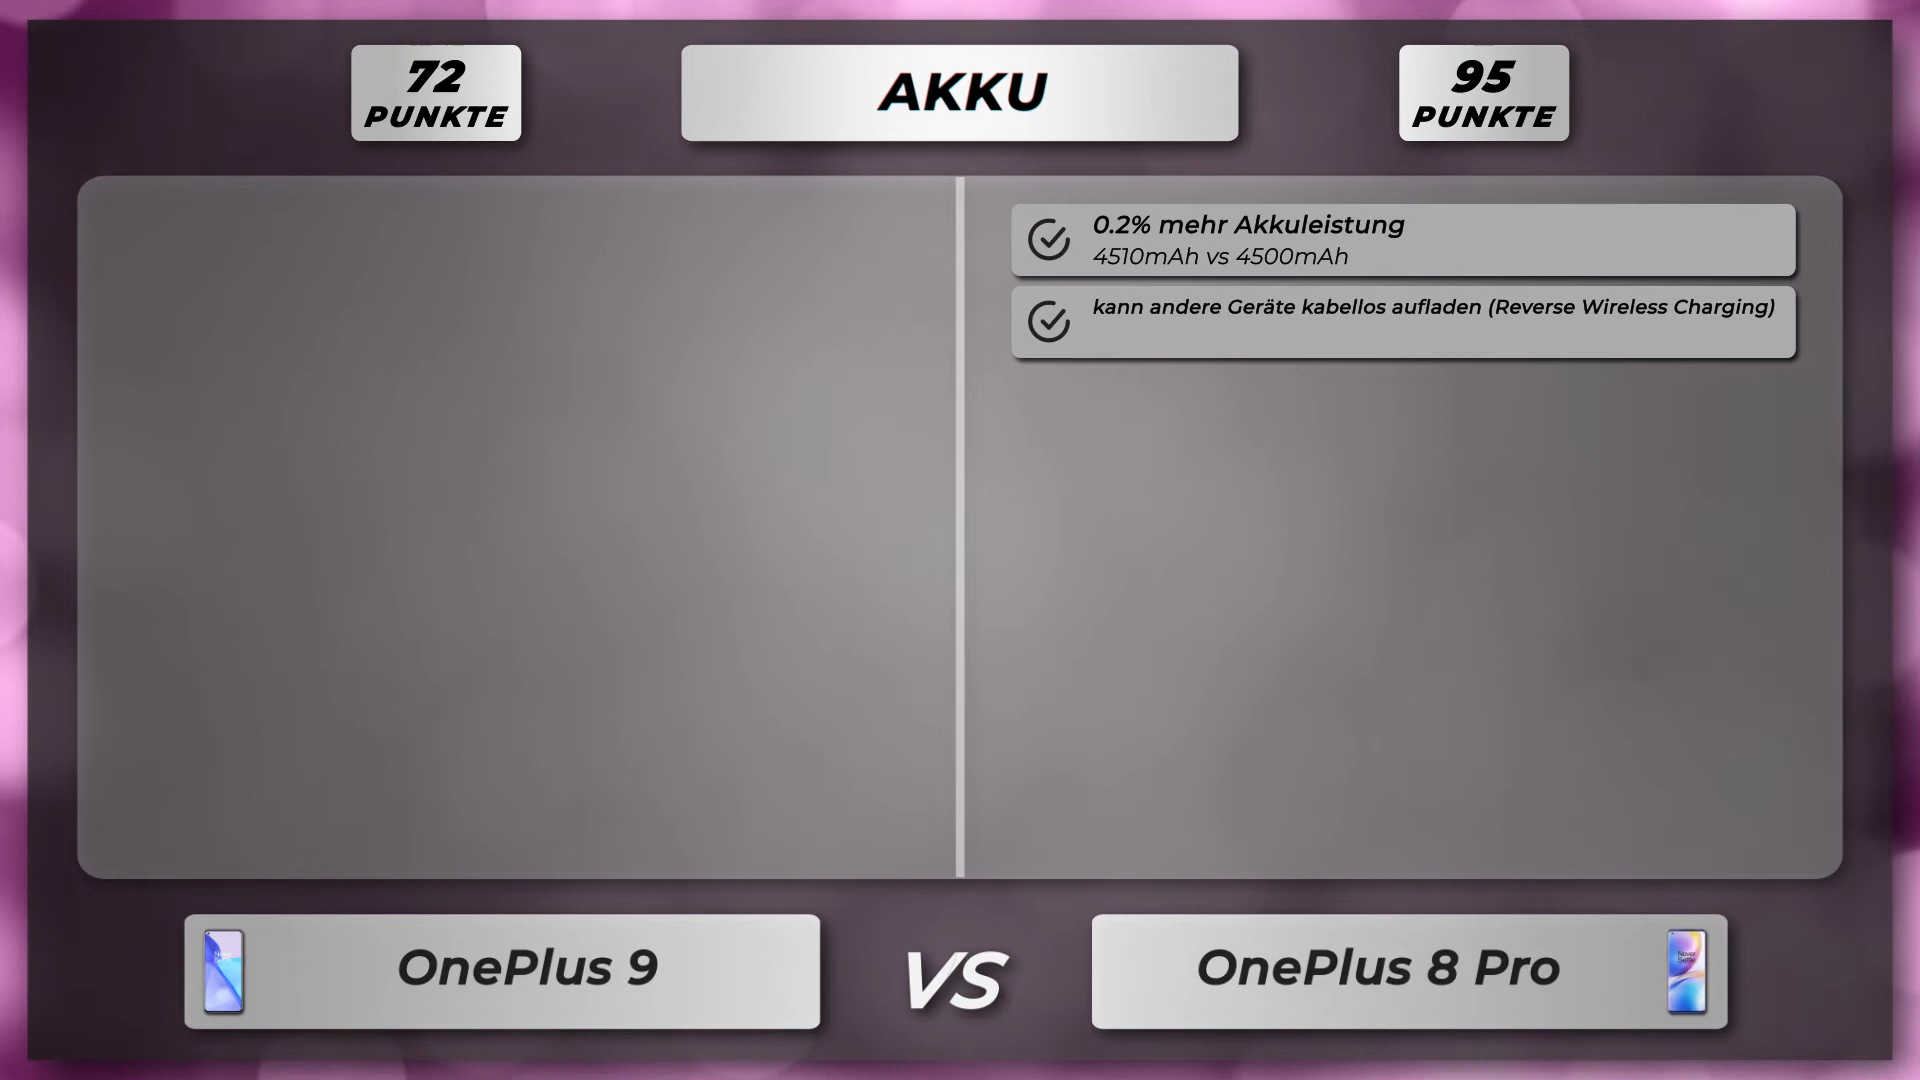 72
PUNKTE
AKKU
95
PUNKTE
0.2% mehr Akkuleistung
4510mAh vs 4500mAh
kann andere Geräte kabellos aufladen (Reverse Wireless Charging)
OnePlus 9
VS
OnePlus 8 Pro